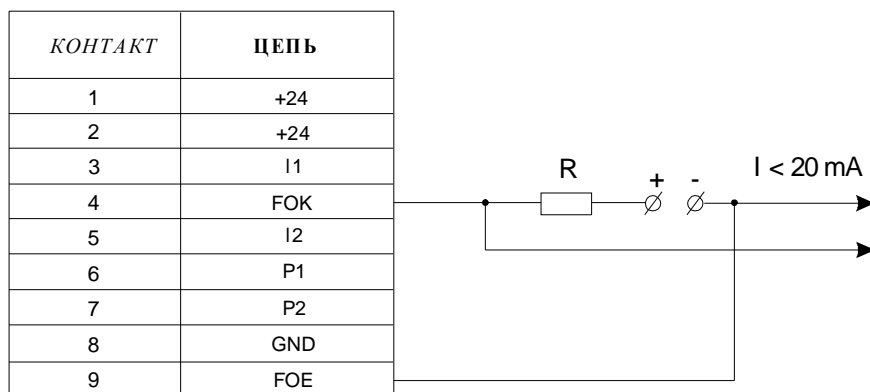 КОНТАКТ ЦЕПЬ
1 +24
2 +24
3 I1
4 FOK
5 I2
6 P1
7 P2
8 GND
9 FOE
R + - I < 20 mA